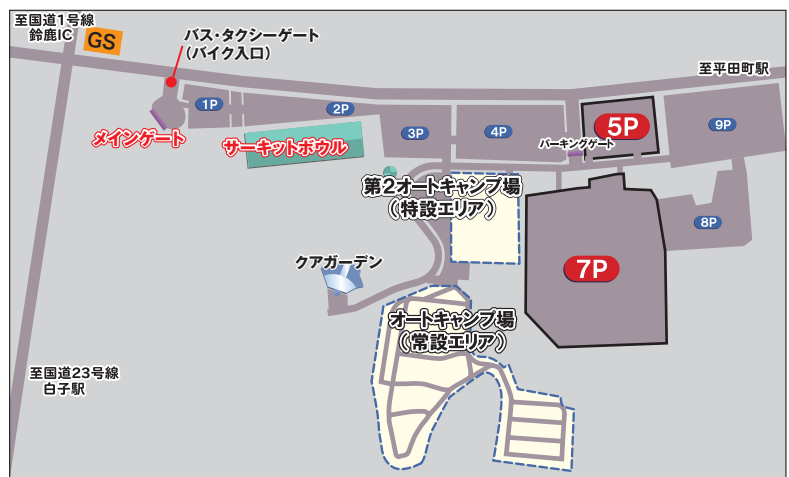 至国道1号線
鈴鹿IC
GS
バス・タクシーゲート
（バイク入口）
至平田町駅
1P
2P
3P
4P
5P
9P
メインゲート
サーキットボウル
パーキングゲート
第2オートキャンプ場
（特設エリア）
8P
クアガーデン
7P
オートキャンプ場
（常設エリア）
至国道23号線
白子駅